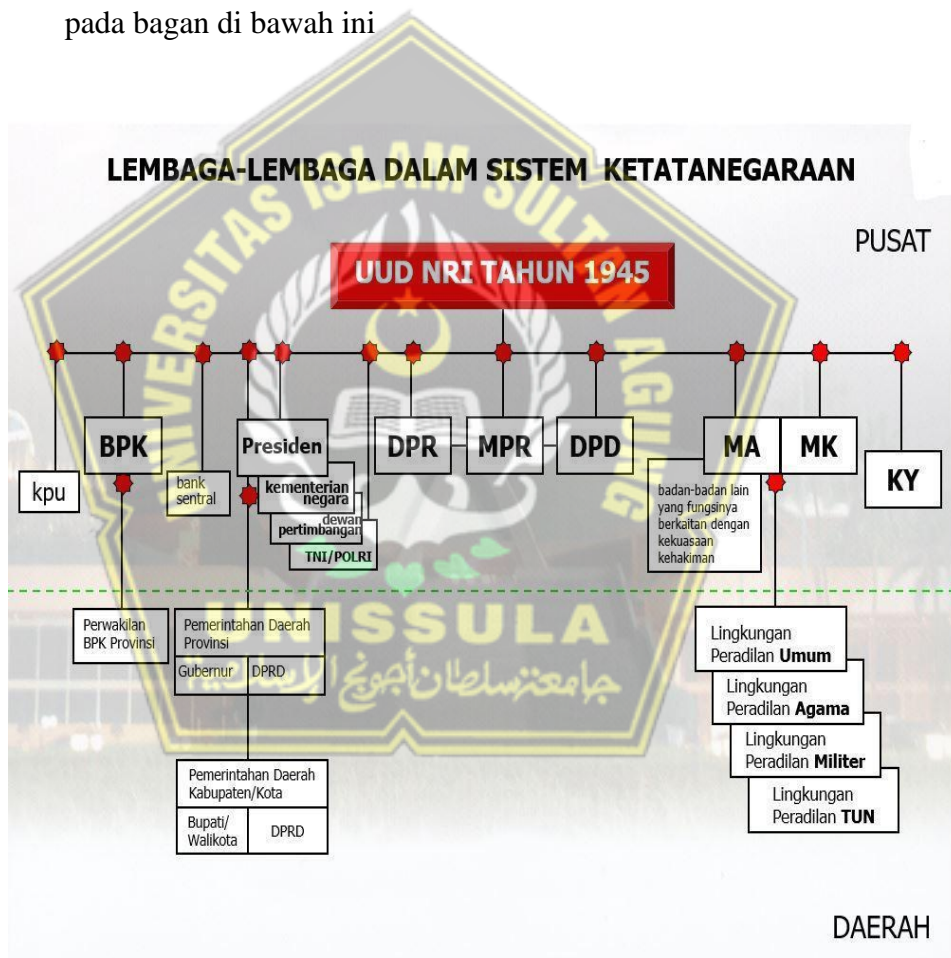 pada bagan di bawah ini
LEMBAGA-LEMBAGA DALAM SISTEM KETATANEGARAAN
PUSAT
UUD NRI TAHUN 1945
kpu
BPK
bank
sentral
Presiden
kementerian
negara
dewan
pertimbangan
TNI/POLRI
DPR
MPR
DPD
MA
MK
KY
badan-badan lain
yang fungsinya
berkaitan dengan
kekuasaan
kehakiman
Perwakilan
BPK Provinsi
Pemerintahan Daerah
Provinsi
Gubernur
DPRD
Pemerintahan Daerah
Kabupaten/Kota
Bupati/
Walikota
DPRD
Lingkungan
Peradilan Umum
Lingkungan
Peradilan Agama
Lingkungan
Peradilan Militer
Lingkungan
Peradilan TUN
DAERAH
UNIVERSITAS ISLAM SULTAN AGUNG
UNISSULA
جامعترسلطان أجونج الإسلامية